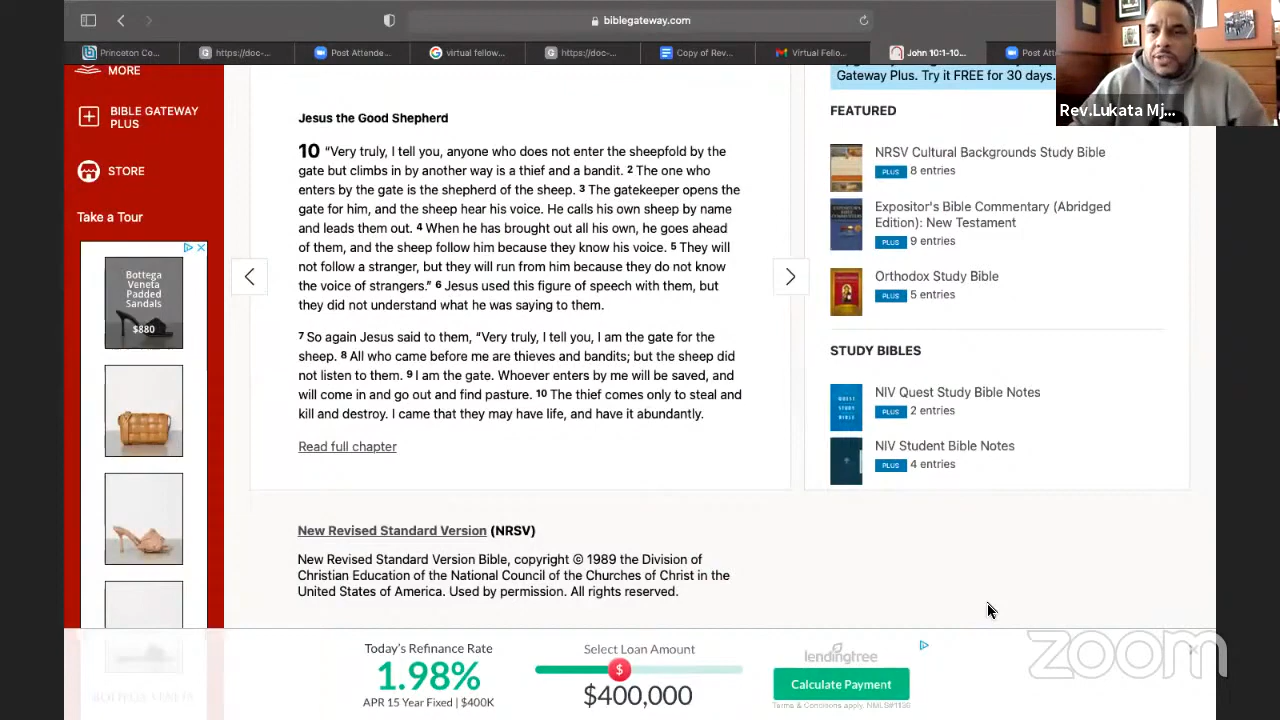 biblegateway.com
Princeton Co...
https://doc-...
Post Attende...
virtual fellow...
https://doc-...
Copy of Rev...
Virtual Fello...
John 10:1-10...
Post Att
Rev.Lukata Mj...
MORE
BIBLE GATEWAY
PLUS
STORE
Take a Tour
Bottega
Veneta
Padded
Sandals
$880
Jesus the Good Shepherd
10 “Very truly, I tell you, anyone who does not enter the sheepfold by the
gate but climbs in by another way is a thief and a bandit. 2 The one who
enters by the gate is the shepherd of the sheep. 3 The gatekeeper opens the
gate for him, and the sheep hear his voice. He calls his own sheep by name
and leads them out. 4 When he has brought out all his own, he goes ahead
of them, and the sheep follow him because they know his voice. 5 They will
not follow a stranger, but they will run from him because they do not know
the voice of strangers.” 6 Jesus used this figure of speech with them, but
they did not understand what he was saying to them.
7 So again Jesus said to them, “Very truly, I tell you, I am the gate for the
sheep. 8 All who came before me are thieves and bandits; but the sheep did
not listen to them. 9 I am the gate. Whoever enters by me will be saved, and
will come in and go out and find pasture. 10 The thief comes only to steal and
kill and destroy. I came that they may have life, and have it abundantly.
Read full chapter
New Revised Standard Version (NRSV)
New Revised Standard Version Bible, copyright © 1989 the Division of
Christian Education of the National Council of the Churches of Christ in the
United States of America. Used by permission. All rights reserved.
Gateway Plus. Try it FREE for 30 days.
FEATURED
NRSV Cultural Backgrounds Study Bible
PLUS 8 entries
Expositor's Bible Commentary (Abridged
Edition): New Testament
PLUS 9 entries
Orthodox Study Bible
PLUS 5 entries
STUDY BIBLES
NIV Quest Study Bible Notes
PLUS 2 entries
NIV Student Bible Notes
PLUS 4 entries
Today's Refinance Rate
1.98%
APR 15 Year Fixed | $400K
Select Loan Amount
$
$400,000
lendingtree
Calculate Payment
Terms & Conditions apply. NMLS#1136
zoom
BOTTEGA VENETA